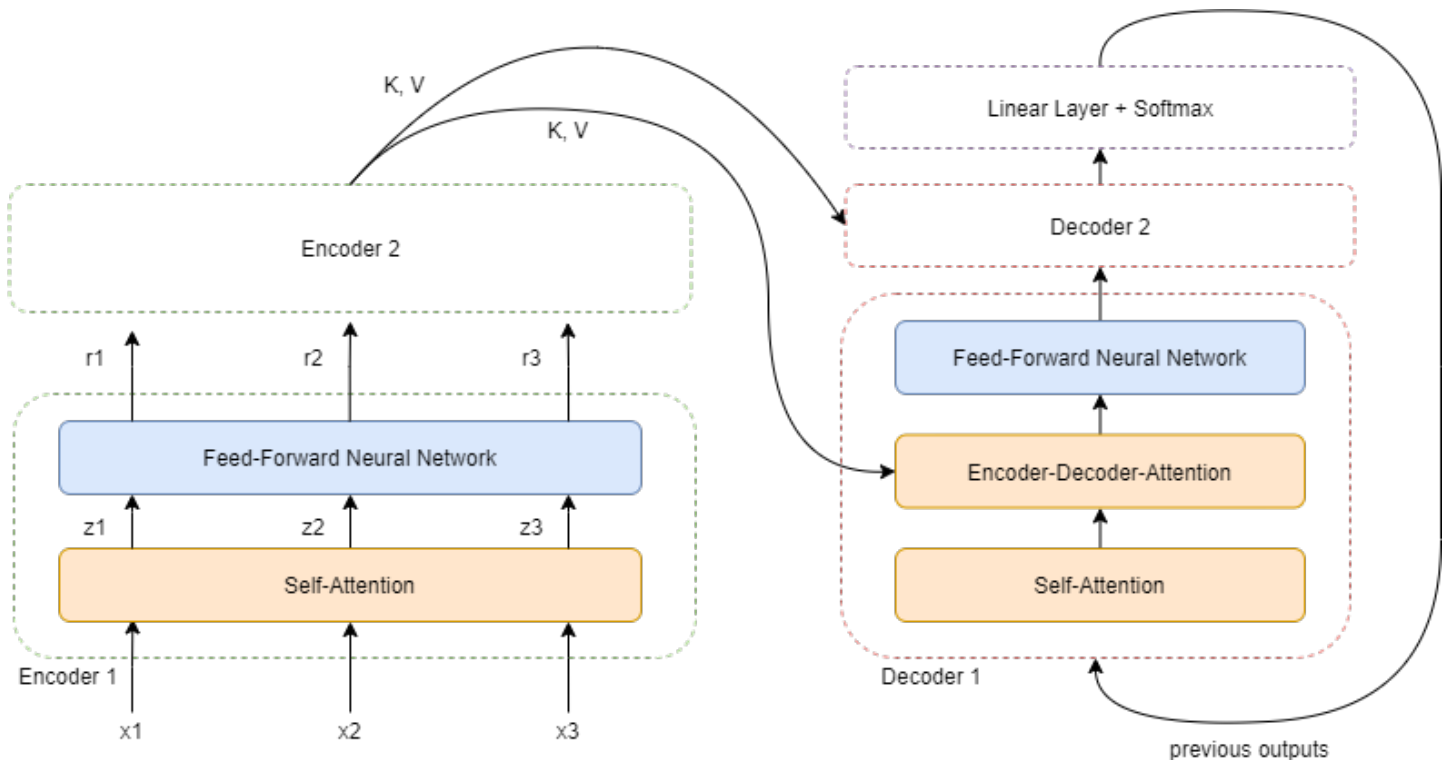 K, V
K, V
Linear Layer + Softmax
Encoder 2
Decoder 2
r1
r2
r3
Feed-Forward Neural Network
Feed-Forward Neural Network
Encoder-Decoder-Attention
z1
z2
z3
Self-Attention
Self-Attention
Encoder 1
Decoder 1
x1
x2
x3
previous outputs